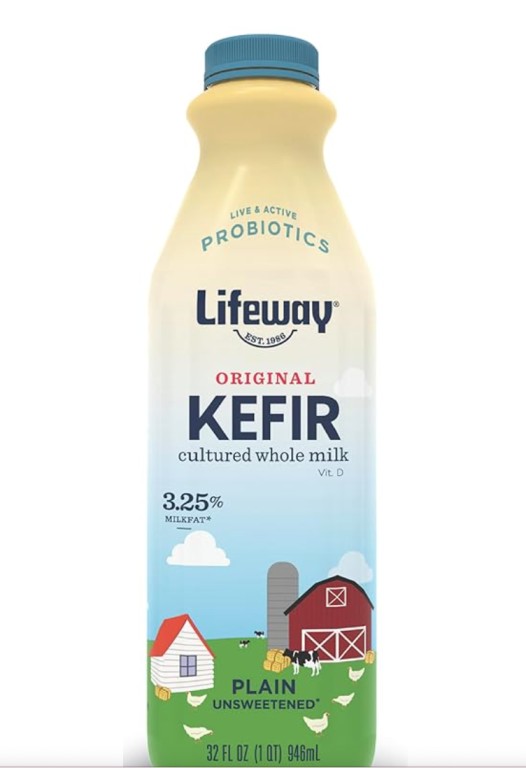 LIVE & ACTIVE
PROBIOTICS
Lifeway®
EST. 1986
ORIGINAL
KEFIR
cultured whole milk
Vit. D
3.25%
MILKFAT*
PLAIN
UNSWEETENED*
32 FL OZ (1 QT) 946mL